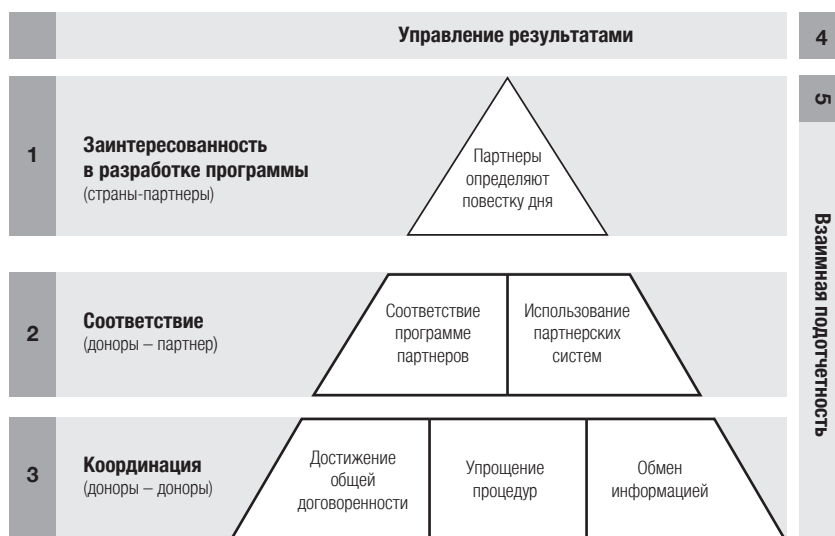 Управление результатами
4
5
Взаимная подотчетность
1
Заинтересованность
в разработке программы
(страны-партнеры)
Партнеры
определяют
повестку дня
2
Соответствие
(доноры – партнер)
Соответствие
программе
партнеров
Использование
партнерских
систем
3
Координация
(доноры – доноры)
Достижение
общей
договоренности
Упрощение
процедур
Обмен
информацией